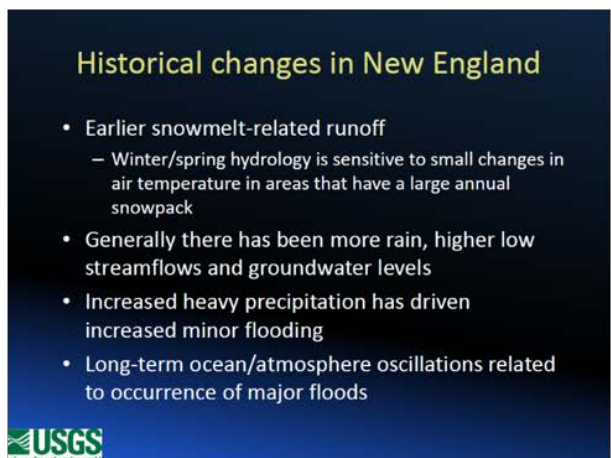 Historical changes in New England
• Earlier snowmelt-related runoff
– Winter/spring hydrology is sensitive to small changes in
air temperature in areas that have a large annual
snowpack
• Generally there has been more rain, higher low
streamflows and groundwater levels
• Increased heavy precipitation has driven
increased minor flooding
• Long-term ocean/atmosphere oscillations related
to occurrence of major floods
USGS